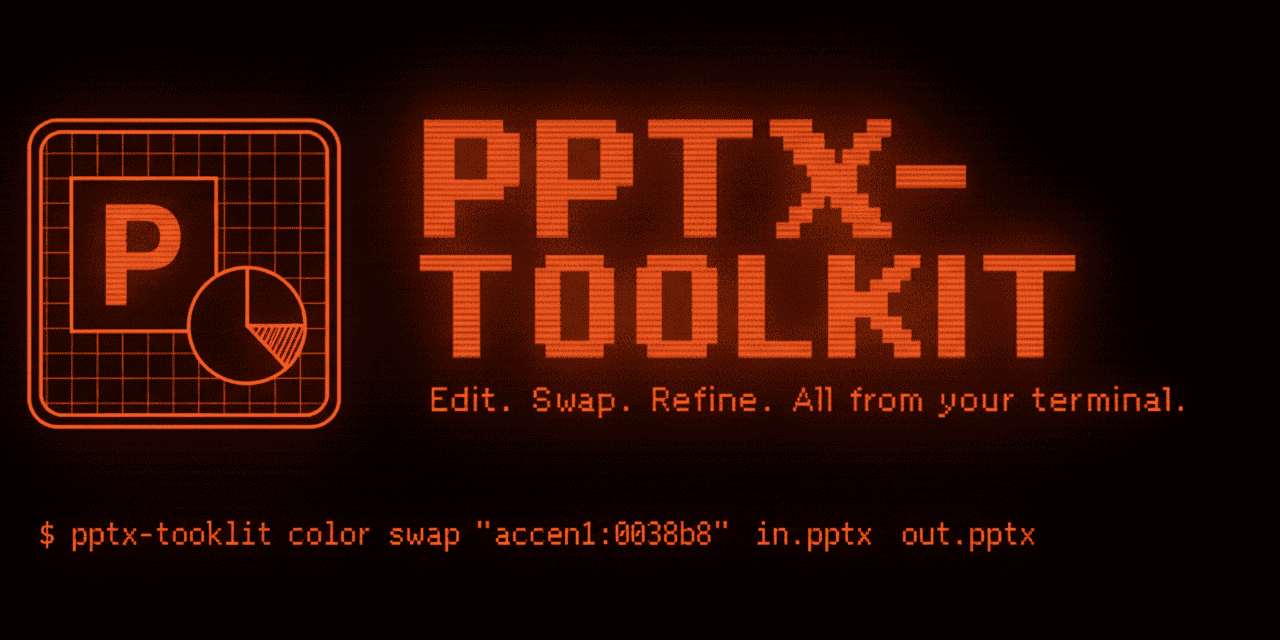 P
PPTX-
TOOLKIT
Edit. Swap. Refine. All from your terminal.
$ pptx-tooklit color swap "accen1:0038b8" in.pptx out.pptx